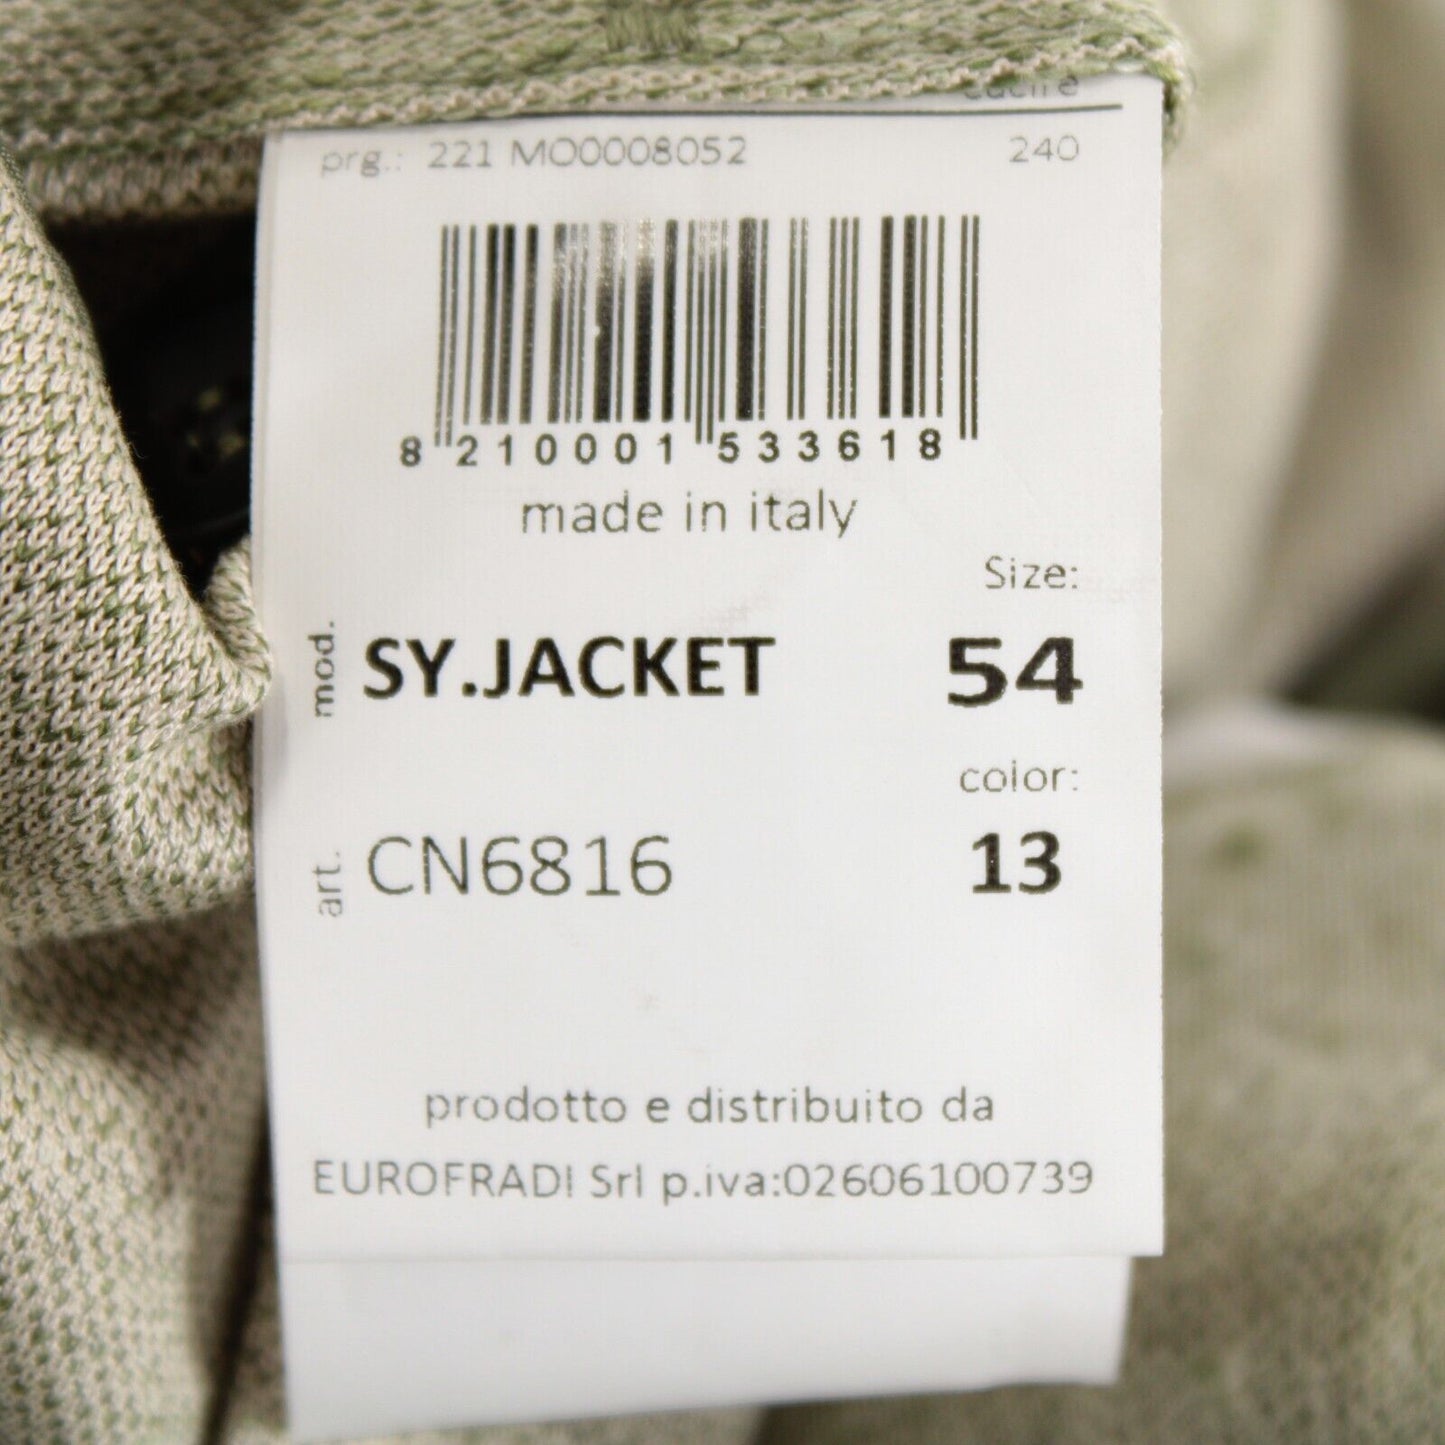 cucire
prg.: 221 MO0008052 240
8 210001 533618
made in italy
Size:
mod. SY.JACKET 54
color:
art. CN6816 13
prodotto e distribuito da
EUROFRADI Srl p.iva:02606100739